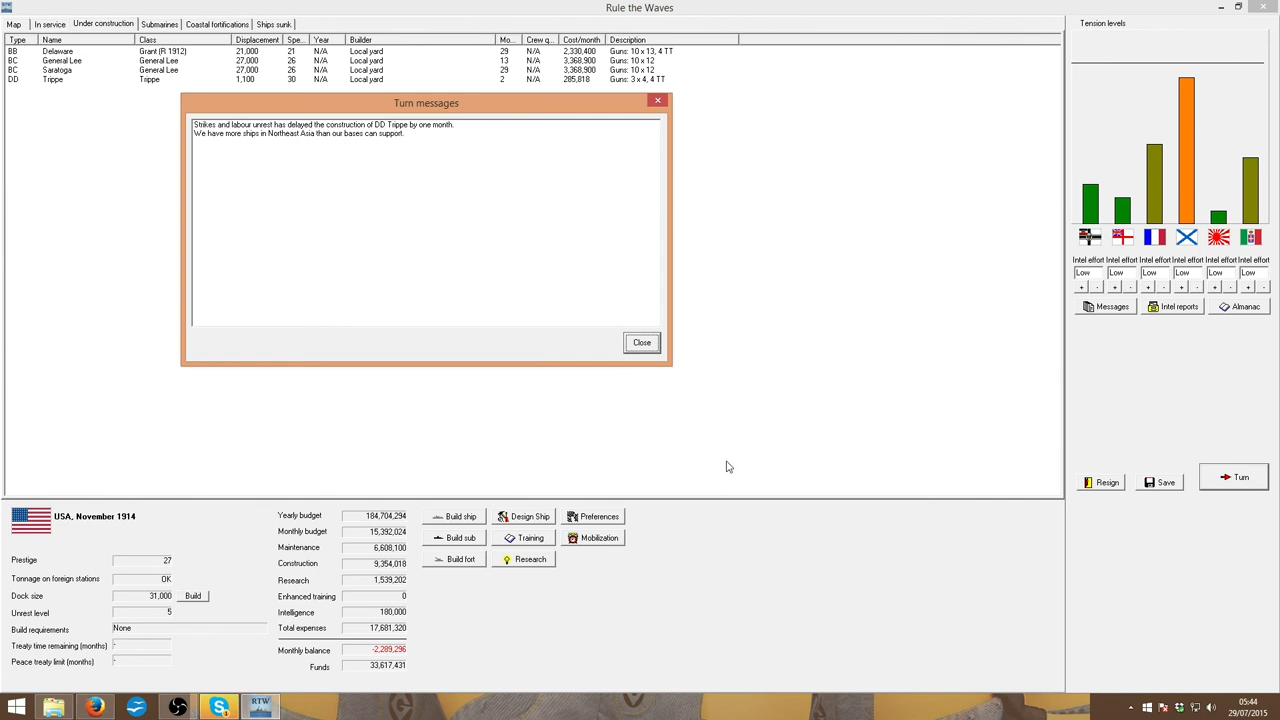 Rule the Waves
Map In service Under construction Submarines Coastal fortifications Ships sunk
Type Name Class Displacement Spe... Year Builder Mo... Crew q... Cost/month Description
BB Delaware Grant (R 1912) 21,000 21 N/A Local yard 29 N/A 2,330,400 Guns: 10 x 13, 4 TT
BC General Lee General Lee 27,000 26 N/A Local yard 13 N/A 3,368,900 Guns: 10 x 12
BC Saratoga General Lee 27,000 26 N/A Local yard 29 N/A 3,368,900 Guns: 10 x 12
DD Trippe Trippe 1,100 30 N/A Local yard 2 N/A 285,818 Guns: 3 x 4, 4 TT
Turn messages
Strikes and labour unrest has delayed the construction of DD Trippe by one month.
We have more ships in Northeast Asia than our bases can support.
Close
Tension levels
Intel effort Intel effort Intel effort Intel effort Intel effort Intel effort
Low Low Low Low Low Low
+ - + - + - + - + - + -
Messages Intel reports Almanac
Resign Save Turn
USA, November 1914
Prestige 27
Tonnage on foreign stations OK
Dock size 31,000 Build
Unrest level 5
Build requirements None
Treaty time remaining (months) -
Peace treaty limit (months) -
Yearly budget 184,704,294
Monthly budget 15,392,024
Maintenance 6,608,100
Construction 9,354,018
Research 1,539,202
Enhanced training 0
Intelligence 180,000
Total expenses 17,681,320
Monthly balance -2,289,296
Funds 33,617,431
Build ship Design Ship Preferences
Build sub Training Mobilization
Build fort Research
RTW
05:44
29/07/2015